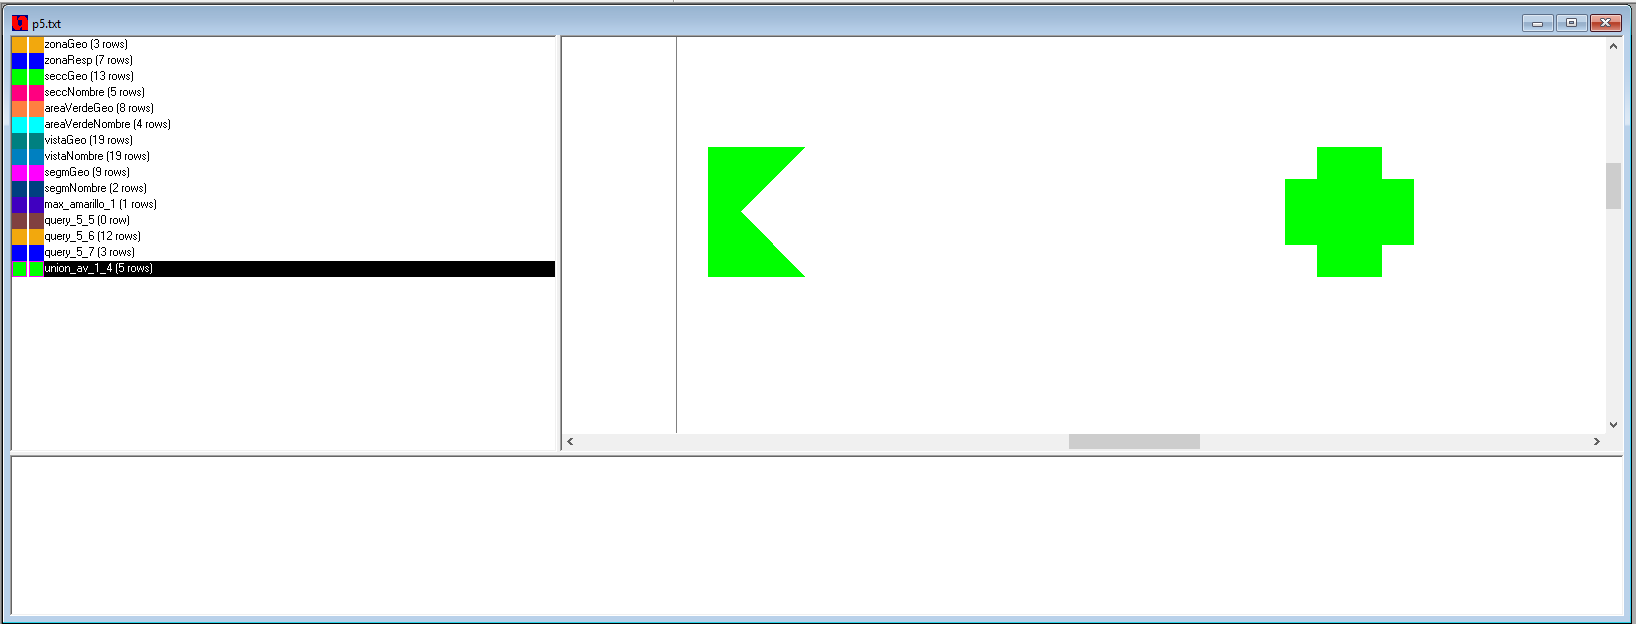 p5.txt
zonaGeo (3 rows)
zonaResp (7 rows)
seccGeo (13 rows)
seccNombre (5 rows)
areaVerdeGeo (8 rows)
areaVerdeNombre (4 rows)
vistaGeo (19 rows)
vistaNombre (19 rows)
segmGeo (9 rows)
segmNombre (2 rows)
max_amarillo_1 (1 rows)
query_5_5 (0 row)
query_5_6 (12 rows)
query_5_7 (3 rows)
union_av_1_4 (5 rows)